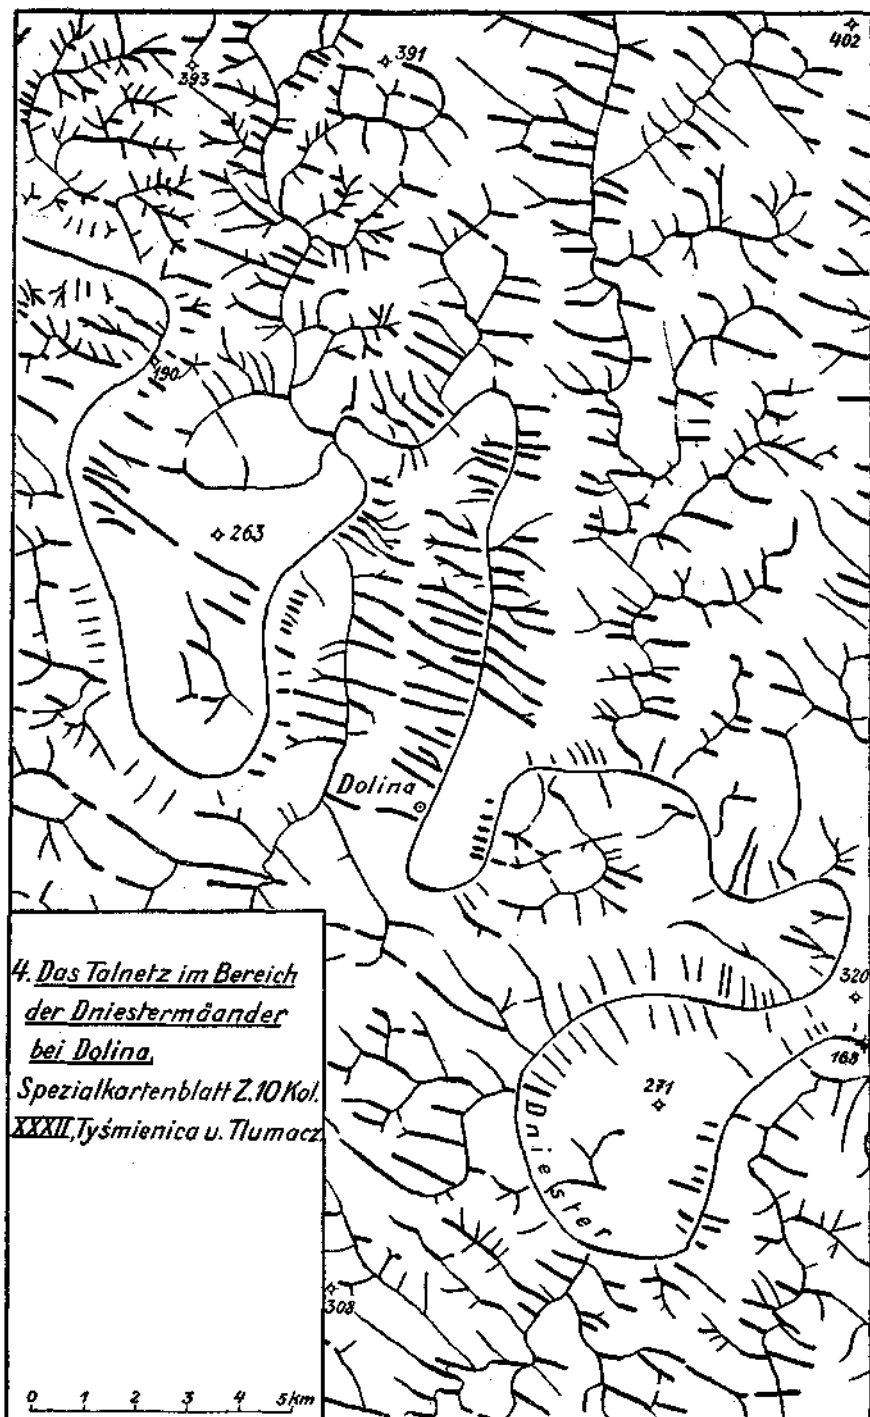 402
393
391
190
263
Dolina
4. Das Talnetz im Bereich
der Dniestermäander
bei Dolina,
Spezialkartenblatt Z.10 Kol.
XXXII, Tyśmienica u. Tlumacz
320
168
271
Dniester
308
0 1 2 3 4 5km